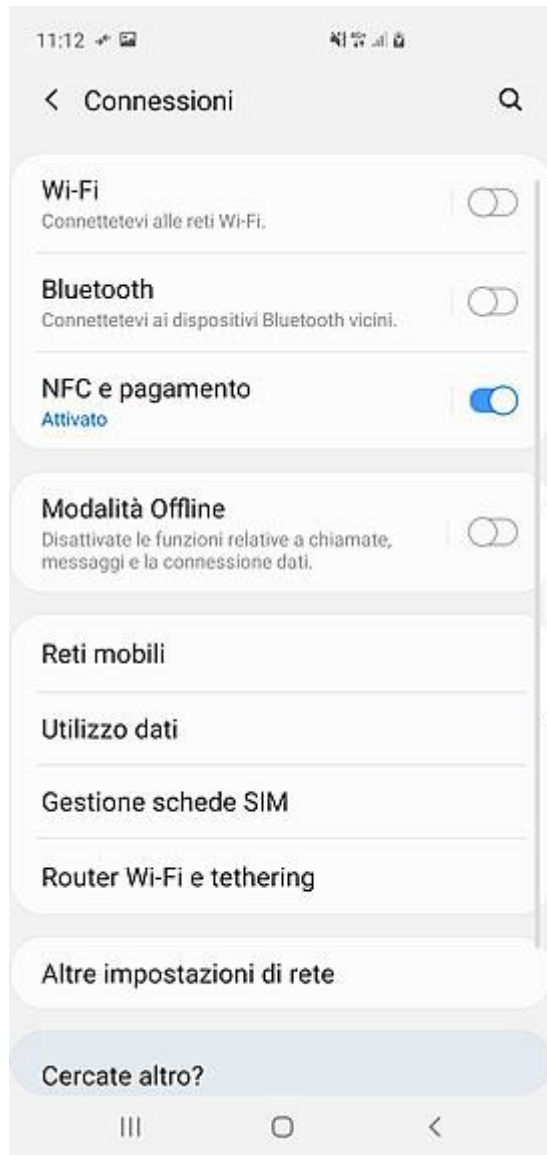 11:12
Connessioni
Wi-Fi
Connettetevi alle reti Wi-Fi.
Bluetooth
Connettetevi ai dispositivi Bluetooth vicini.
NFC e pagamento
Attivato
Modalità Offline
Disattivate le funzioni relative a chiamate,
messaggi e la connessione dati.
Reti mobili
Utilizzo dati
Gestione schede SIM
Router Wi-Fi e tethering
Altre impostazioni di rete
Cercate altro?